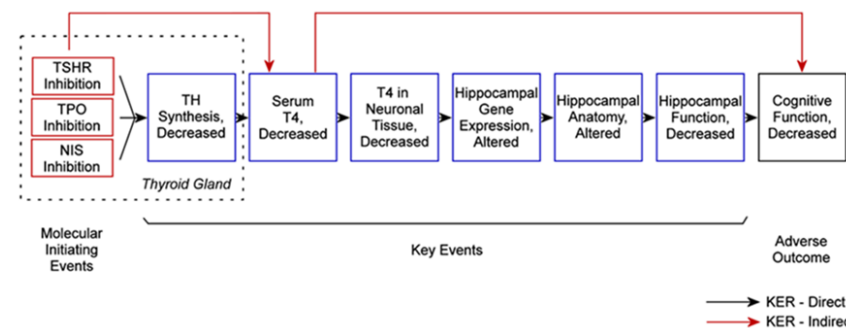 TSHR
Inhibition
TPO
Inhibition
NIS
Inhibition
TH
Synthesis,
Decreased
Thyroid Gland
Serum
T4,
Decreased
T4 in
Neuronal
Tissue,
Decreased
Hippocampal
Gene
Expression,
Altered
Hippocampal
Anatomy,
Altered
Hippocampal
Function,
Decreased
Cognitive
Function,
Decreased
Molecular
Initiating
Events
Key Events
Adverse
Outcome
KER - Direct
KER - Indirec